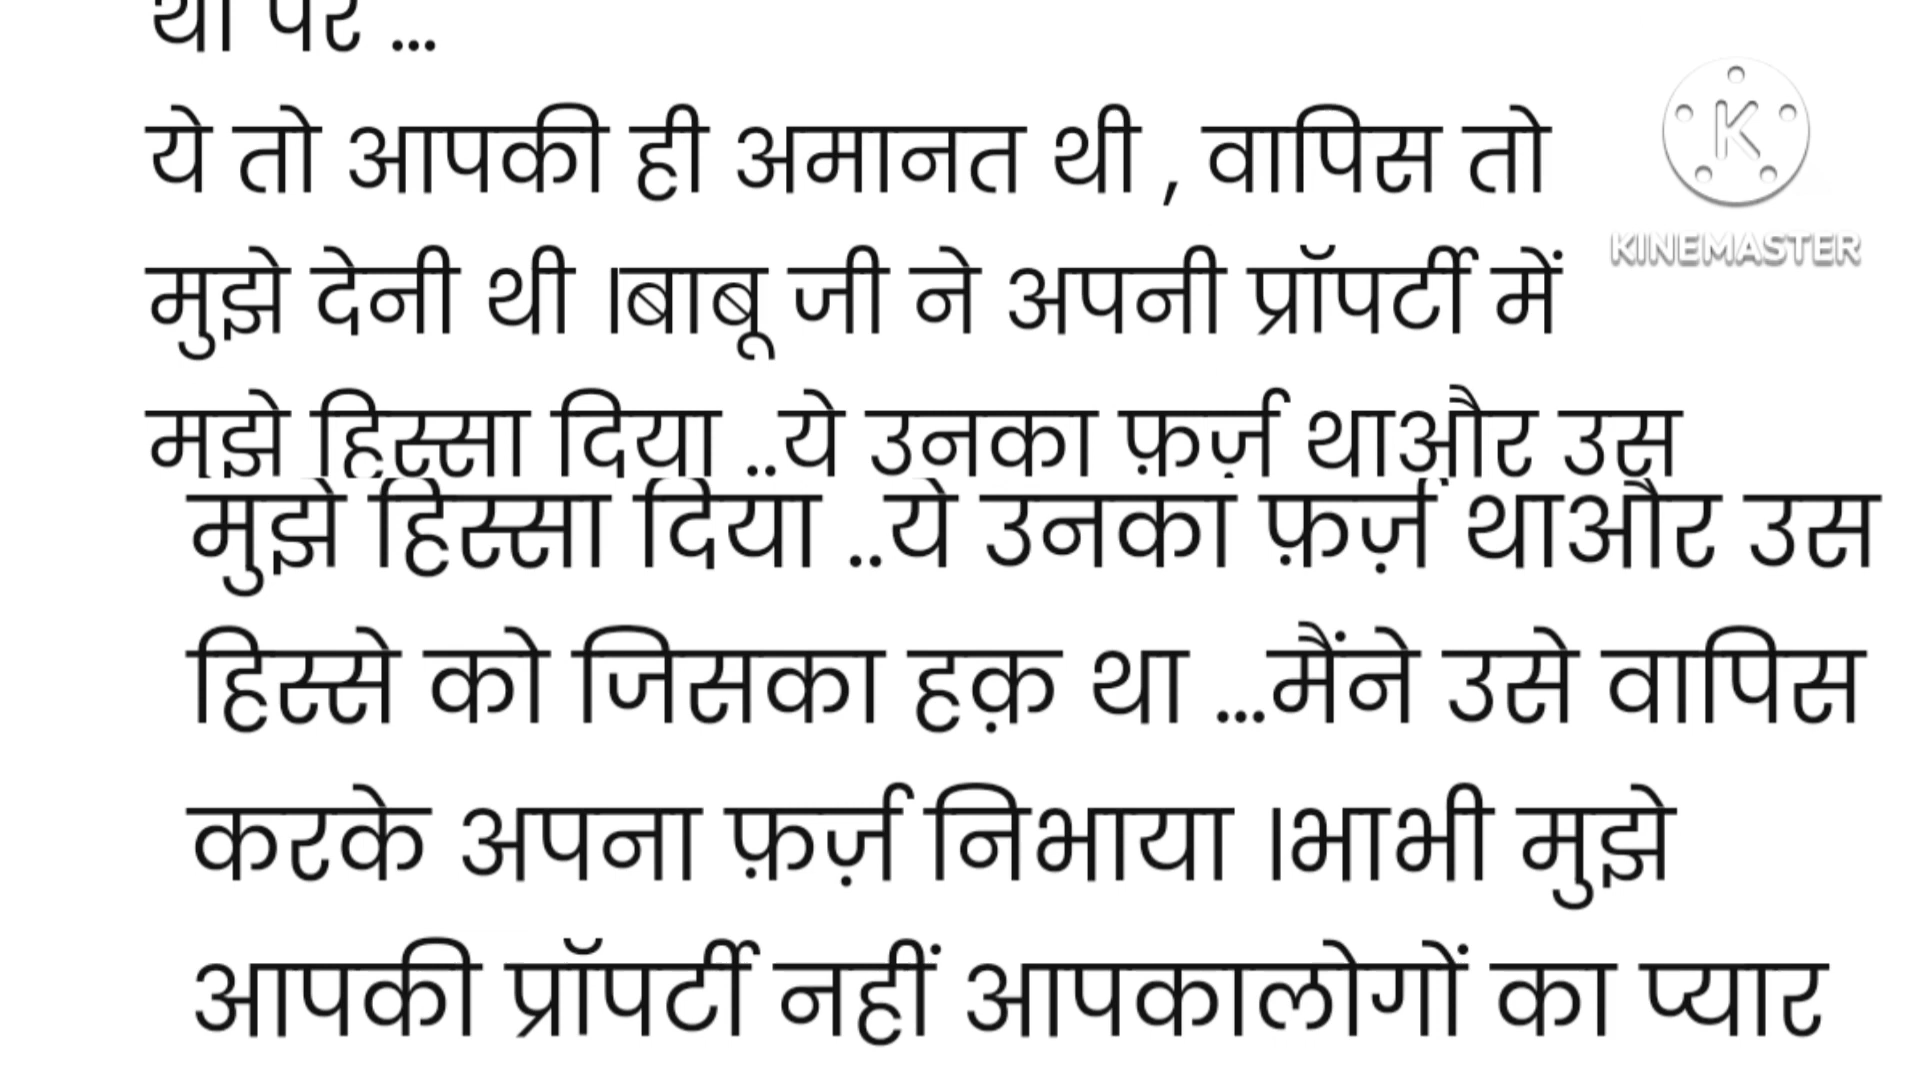 था पर ...
ये तो आपकी ही अमानत थी , वापिस तो
मुझे देनी थी ।बाबू जी ने अपनी प्रॉपर्टी में
मुझे हिस्सा दिया ..ये उनका फ़र्ज़ थाऔर उस
मुझे हिस्सा दिया ..ये उनका फ़र्ज़ थाऔर उस
हिस्से को जिसका हक़ था ...मैंने उसे वापिस
करके अपना फ़र्ज़ निभाया ।भाभी मुझे
आपकी प्रॉपर्टी नहीं आपकालोगों का प्यार
K
KINEMASTER